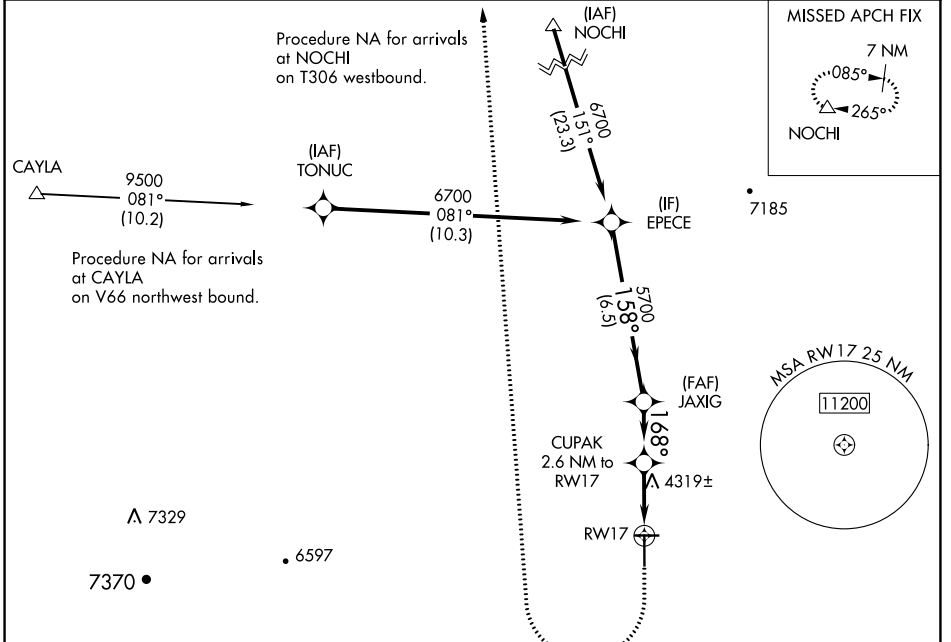 Procedure NA for arrivals
at NOCHI
on T306 westbound.
(IAF)
NOCHI
MISSED APCH FIX
7 NM
085°
265°
NOCHI
6700
151°
(23.3)
CAYLA
9500
081°
(10.2)
(IAF)
TONUC
6700
081°
(10.3)
(IF)
EPECE
7185
Procedure NA for arrivals
at CAYLA
on V66 northwest bound.
5700
158°
(6.5)
(FAF)
JAXIG
168°
CUPAK
2.6 NM to
RW17
4319±
RW17
MSA RW17 25 NM
11200
7329
6597
7370